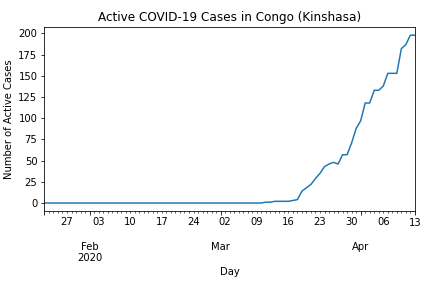 Active COVID-19 Cases in Congo (Kinshasa)
Number of Active Cases
200
175
150
125
100
75
50
25
0
27 03 10 17 24 02 09 16 23 30 06 13
Feb Mar Apr
2020
Day